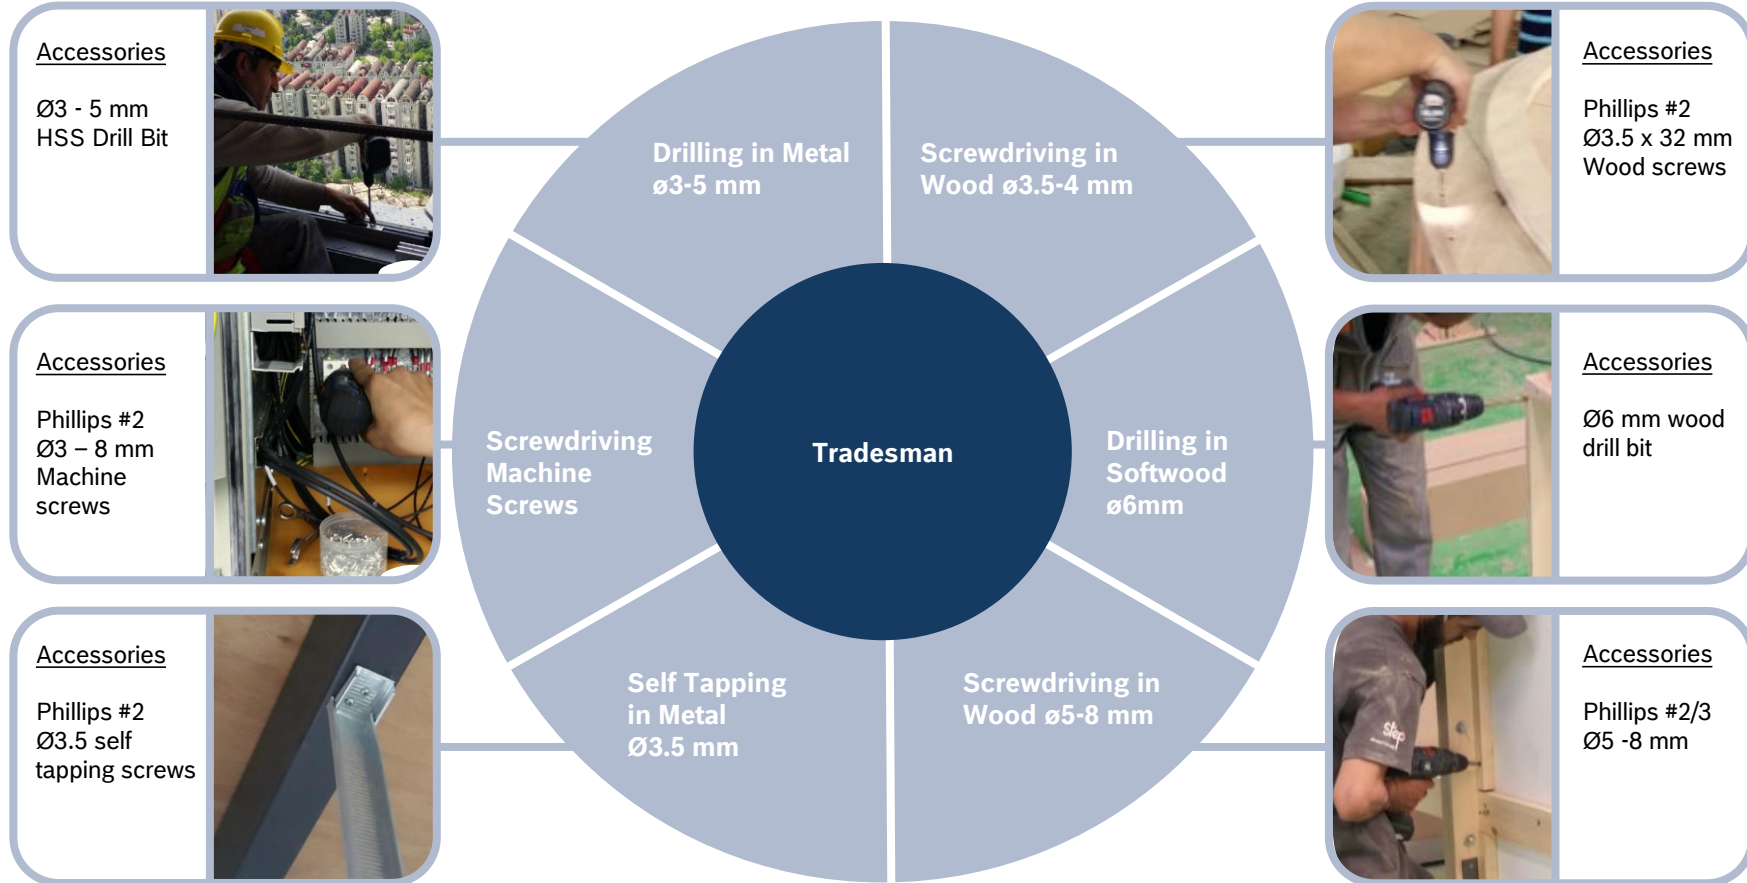 Accessories
Ø3 - 5 mm
HSS Drill Bit
Accessories
Phillips #2
Ø3 – 8 mm
Machine
screws
Accessories
Phillips #2
Ø3.5 self
tapping screws
Drilling in Metal
ø3-5 mm
Screwdriving in
Wood ø3.5-4 mm
Screwdriving
Machine
Screws
Tradesman
Drilling in
Softwood
ø6mm
Self Tapping
in Metal
Ø3.5 mm
Screwdriving in
Wood ø5-8 mm
Accessories
Phillips #2
Ø3.5 x 32 mm
Wood screws
Accessories
Ø6 mm wood
drill bit
Accessories
Phillips #2/3
Ø5 -8 mm
step